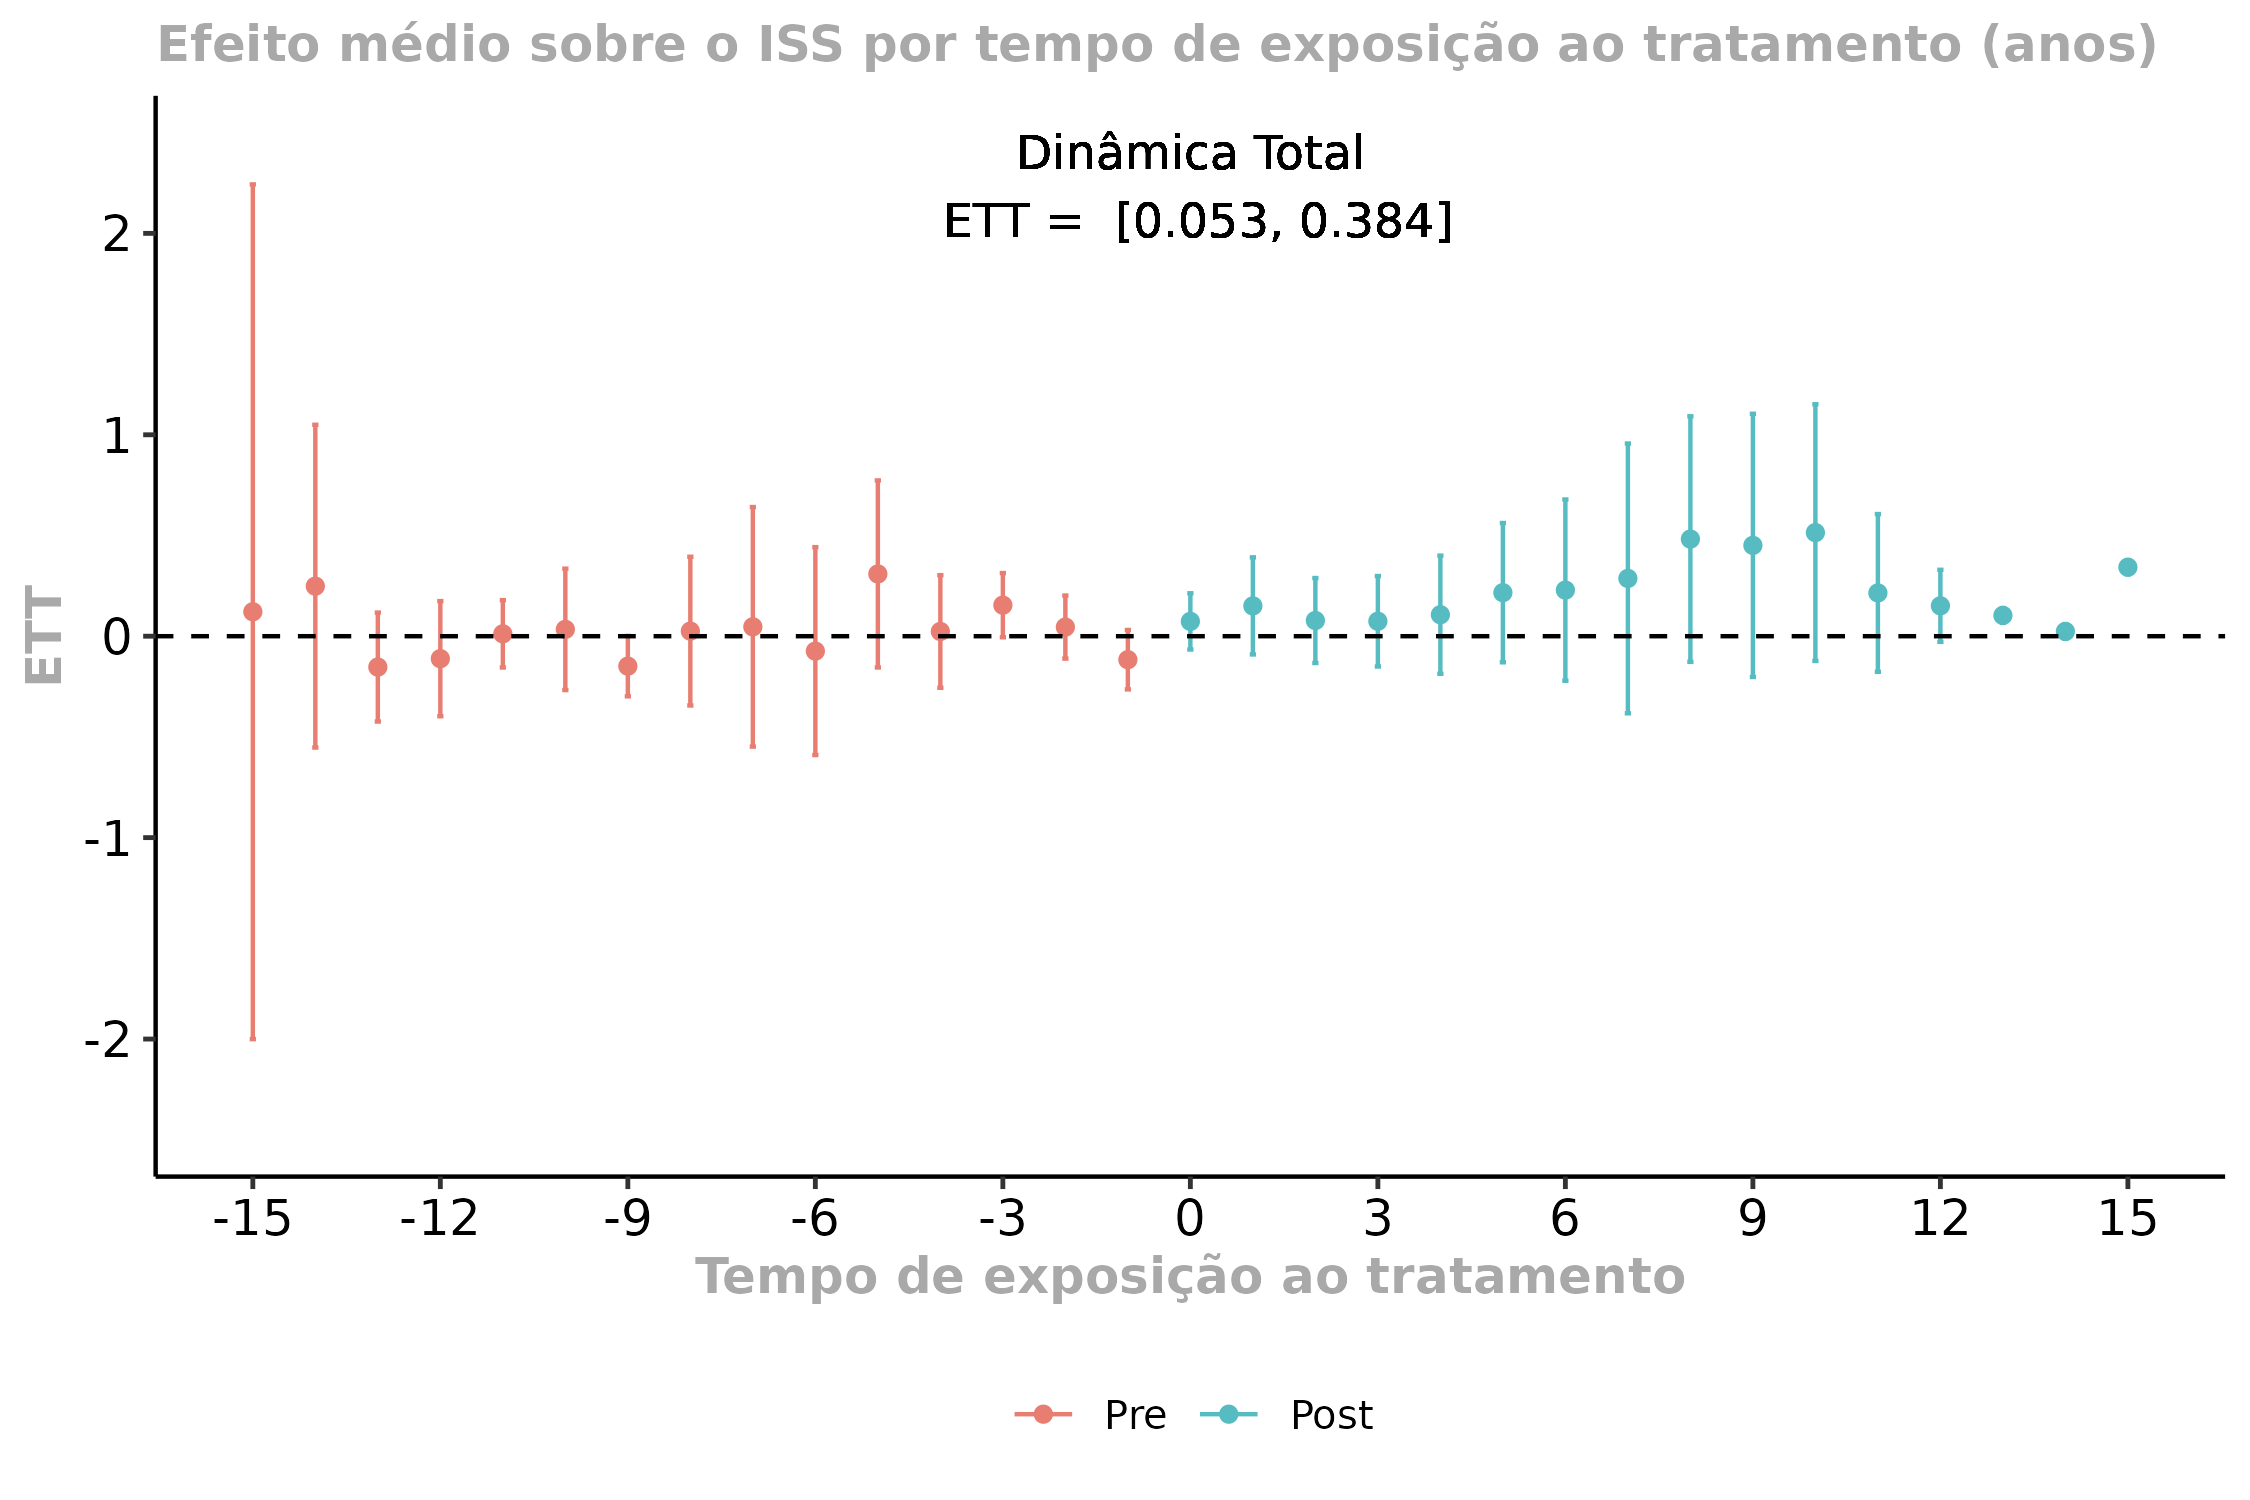 Efeito médio sobre o ISS por tempo de exposição ao tratamento (anos)
Dinâmica Total
ETT =  [0.053, 0.384]
2
1
0
-1
-2
ETT
-15 -12 -9 -6 -3 0 3 6 9 12 15
Tempo de exposição ao tratamento
Pre Post